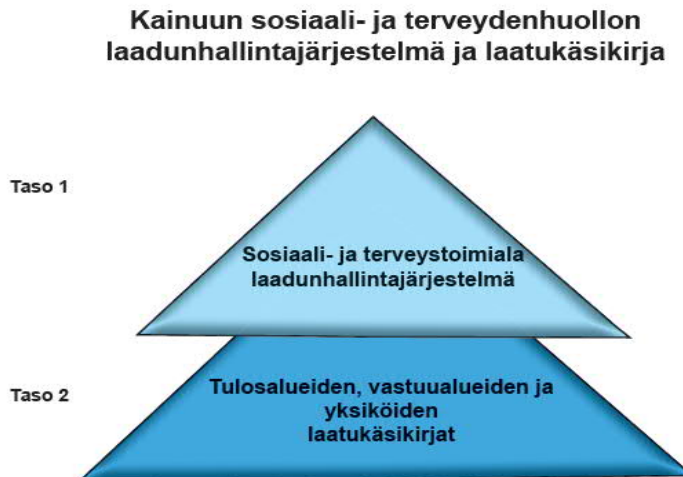 Kainuun sosiaali- ja terveydenhuollon
laadunhallintajärjestelmä ja laatukäsikirja
Taso 1
Sosiaali- ja terveystoimiala
laadunhallintajärjestelmä
Taso 2
Tulosalueiden, vastuualueiden ja
yksiköiden
laatukäsikirjat